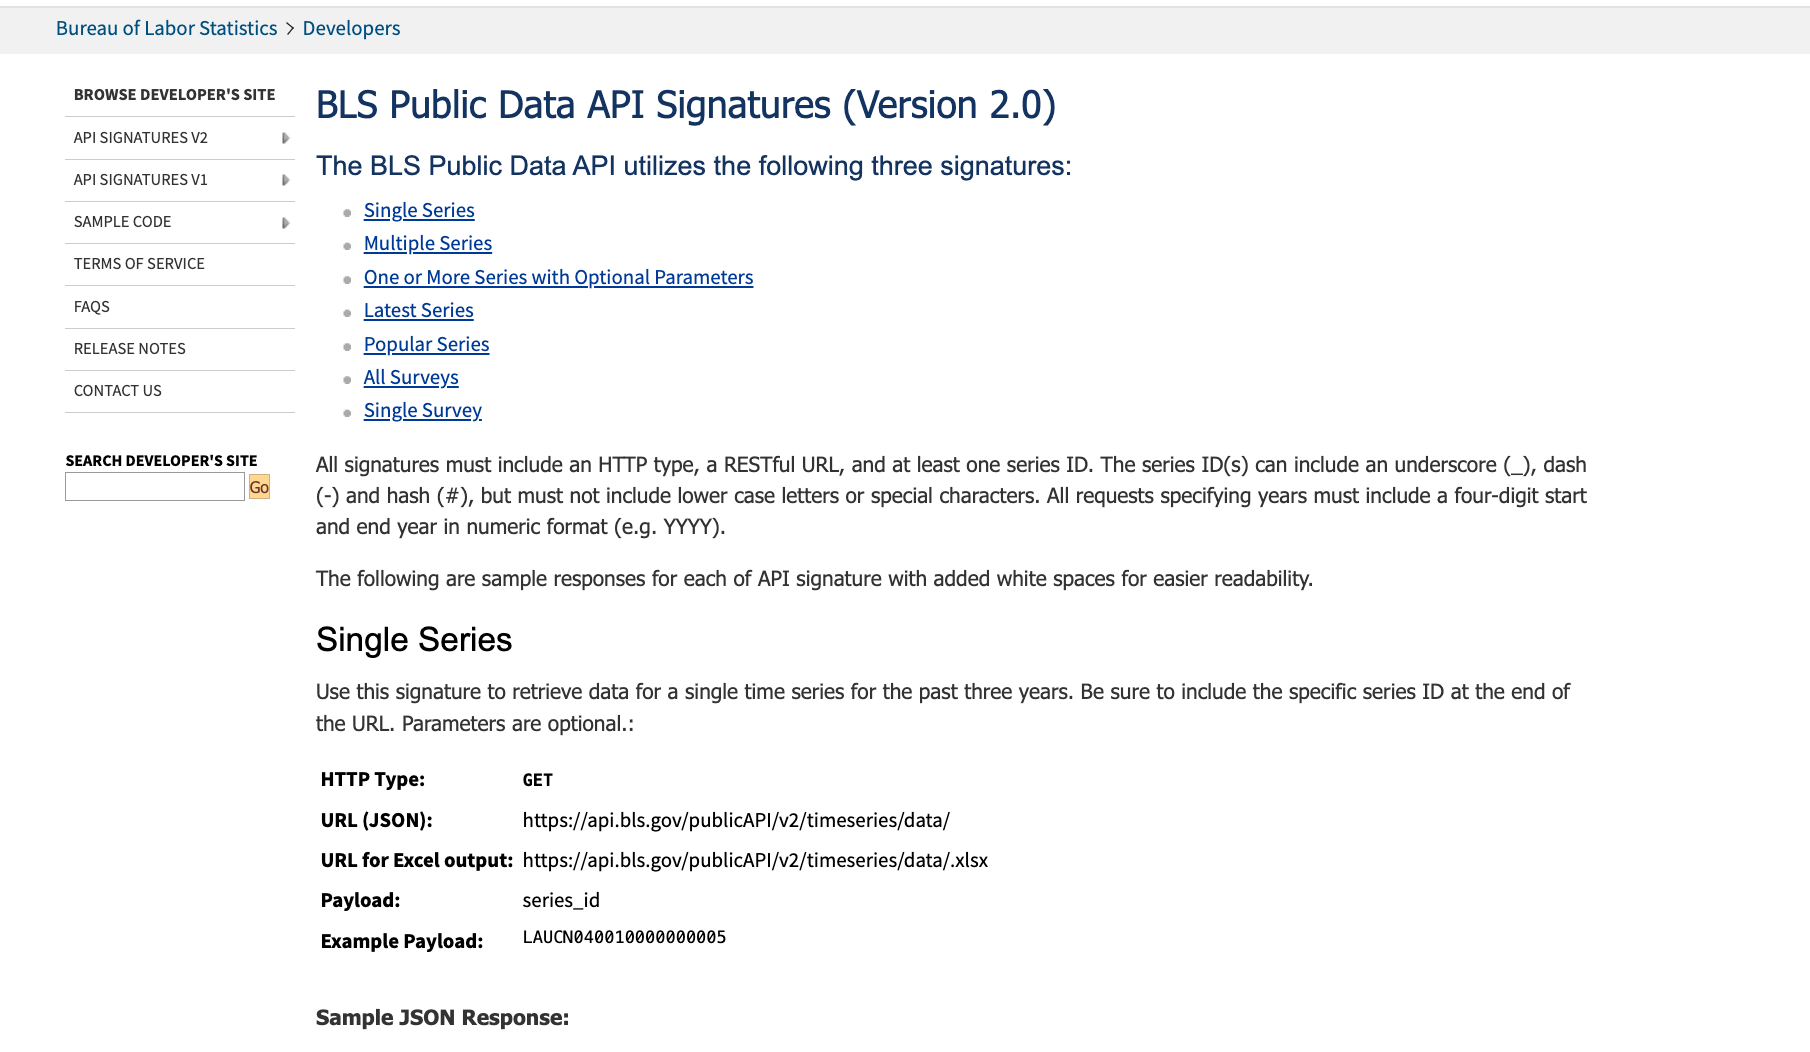 Bureau of Labor Statistics > Developers
BROWSE DEVELOPER'S SITE
API SIGNATURES V2
API SIGNATURES V1
SAMPLE CODE
TERMS OF SERVICE
FAQS
RELEASE NOTES
CONTACT US
SEARCH DEVELOPER'S SITE
Go
BLS Public Data API Signatures (Version 2.0)
The BLS Public Data API utilizes the following three signatures:
Single Series
Multiple Series
One or More Series with Optional Parameters
Latest Series
Popular Series
All Surveys
Single Survey
All signatures must include an HTTP type, a RESTful URL, and at least one series ID. The series ID(s) can include an underscore (_), dash
(-) and hash (#), but must not include lower case letters or special characters. All requests specifying years must include a four-digit start
and end year in numeric format (e.g. YYYY).
The following are sample responses for each of API signature with added white spaces for easier readability.
Single Series
Use this signature to retrieve data for a single time series for the past three years. Be sure to include the specific series ID at the end of
the URL. Parameters are optional.:
HTTP Type: GET
URL (JSON): https://api.bls.gov/publicAPI/v2/timeseries/data/
URL for Excel output: https://api.bls.gov/publicAPI/v2/timeseries/data/.xlsx
Payload: series_id
Example Payload: LAUCN040010000000005
Sample JSON Response: